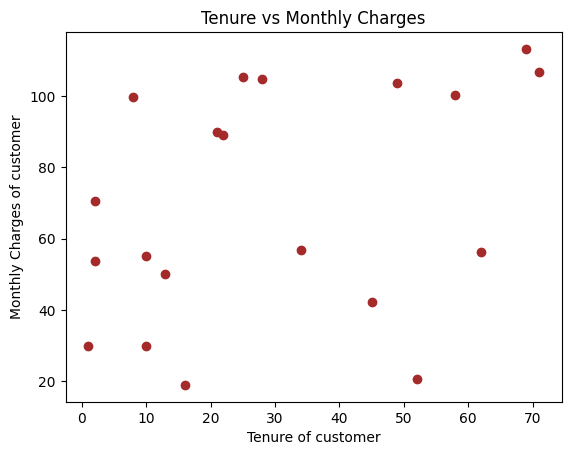 Tenure vs Monthly Charges
Monthly Charges of customer
100
80
60
40
20
0 10 20 30 40 50 60 70
Tenure of customer